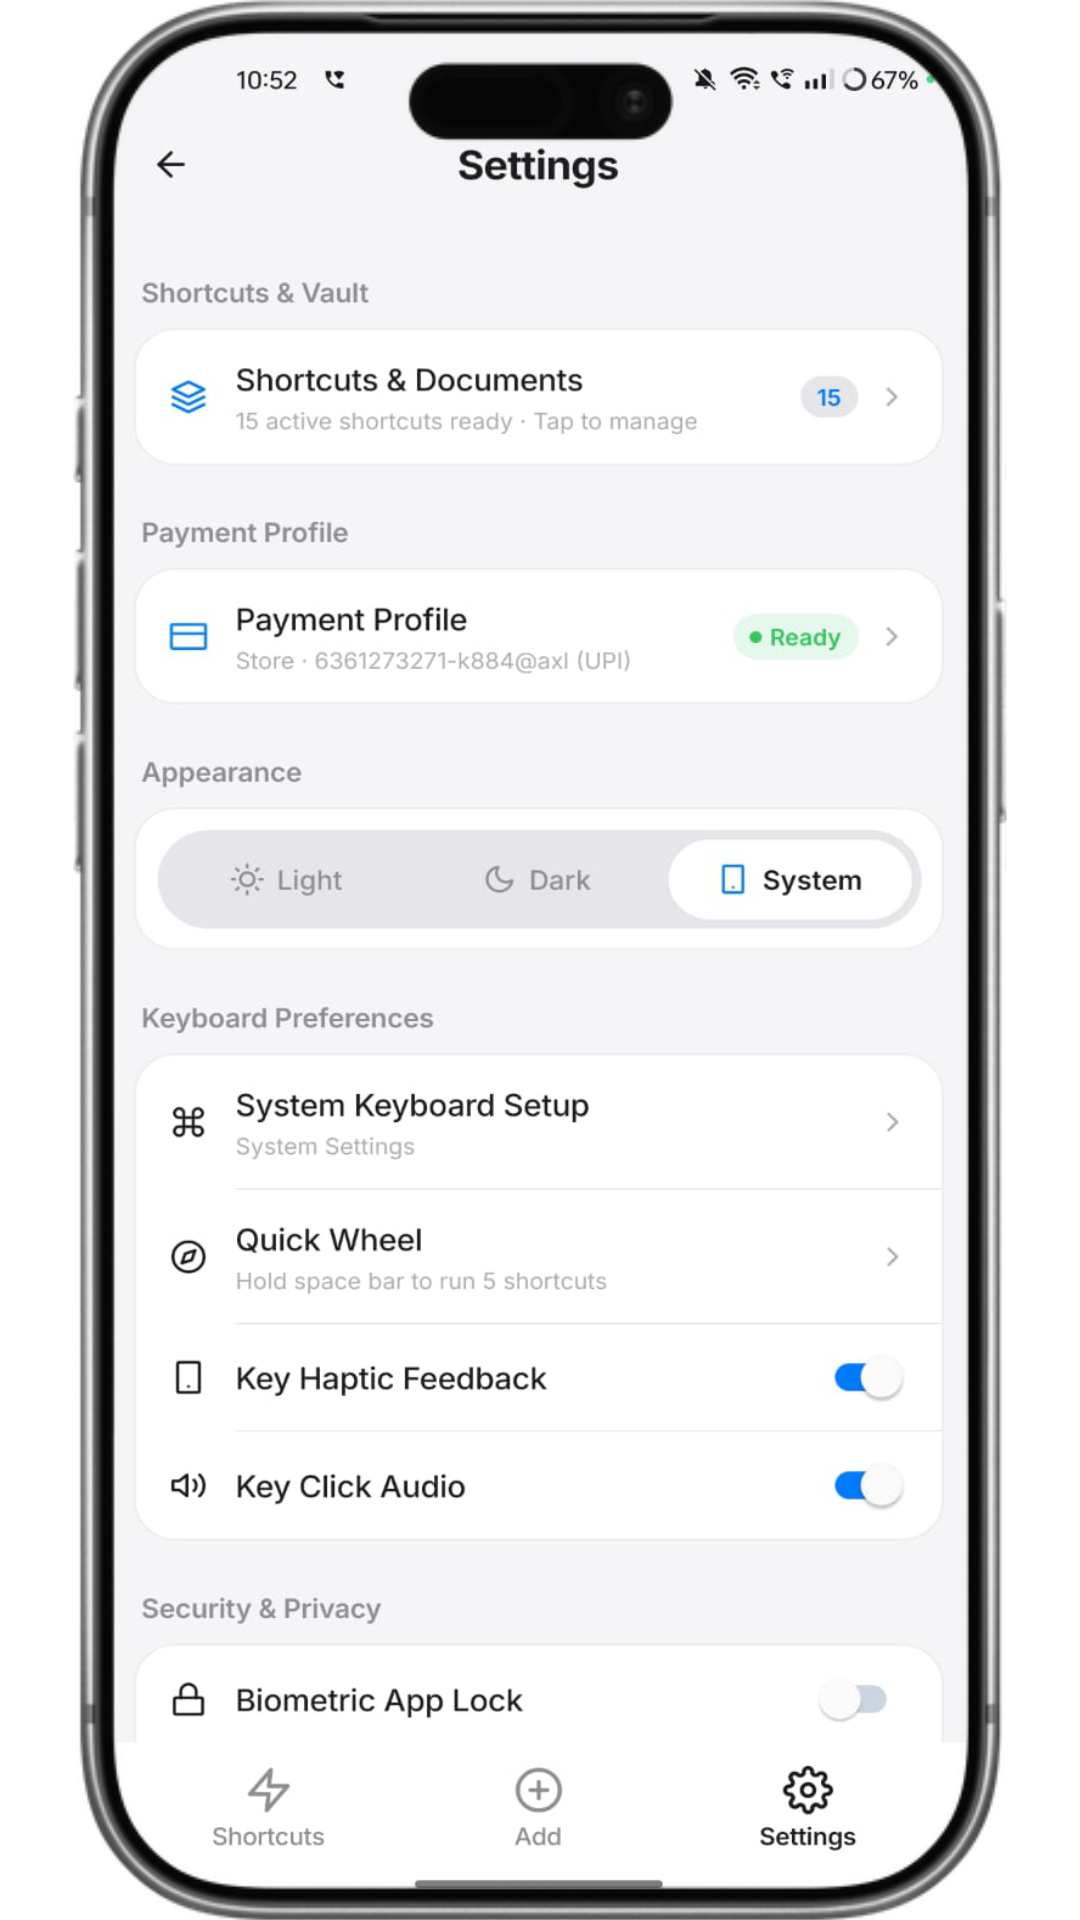 10:52
67%
Settings
Shortcuts & Vault
Shortcuts & Documents
15 active shortcuts ready · Tap to manage
15
Payment Profile
Payment Profile
Store · 6361273271-k884@axl (UPI)
Ready
Appearance
Light
Dark
System
Keyboard Preferences
System Keyboard Setup
System Settings
Quick Wheel
Hold space bar to run 5 shortcuts
Key Haptic Feedback
Key Click Audio
Security & Privacy
Biometric App Lock
Shortcuts
Add
Settings